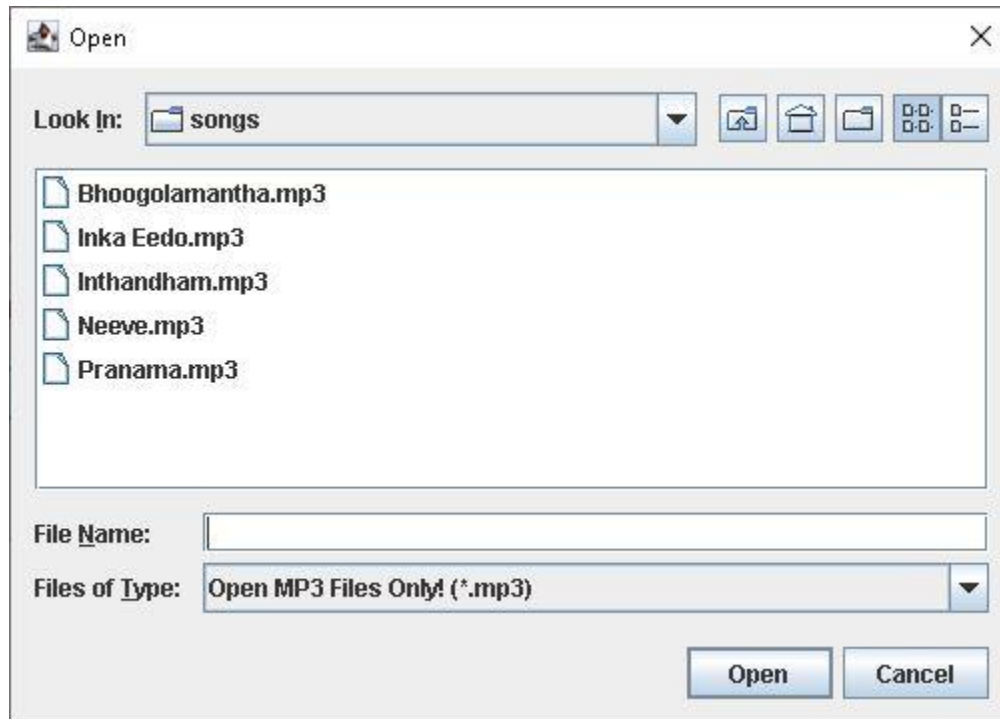 Open
Look In: songs
Bhoogolamantha.mp3
Inka Eedo.mp3
Inthandham.mp3
Neeve.mp3
Pranama.mp3
File Name:
Files of Type: Open MP3 Files Only! (*.mp3)
Open Cancel